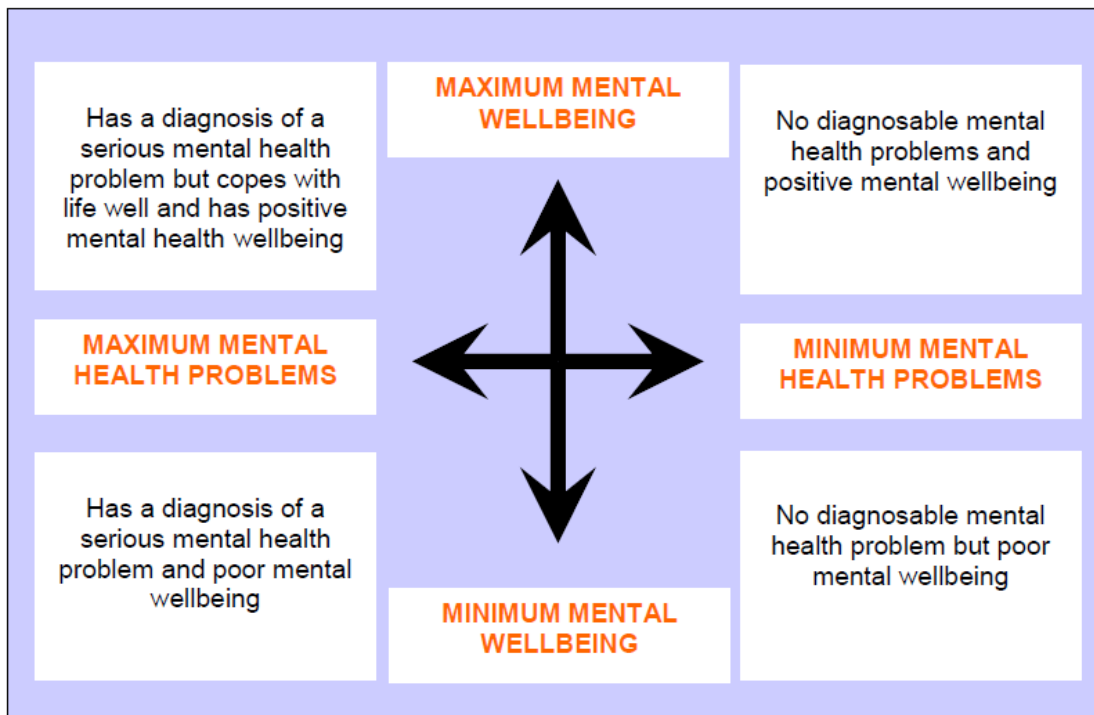 Has a diagnosis of a
serious mental health
problem but copes with
life well and has positive
mental health wellbeing
MAXIMUM MENTAL
WELLBEING
No diagnosable mental
health problems and
positive mental wellbeing
MAXIMUM MENTAL
HEALTH PROBLEMS
MINIMUM MENTAL
HEALTH PROBLEMS
Has a diagnosis of a
serious mental health
problem and poor mental
wellbeing
MINIMUM MENTAL
WELLBEING
No diagnosable mental
health problem but poor
mental wellbeing